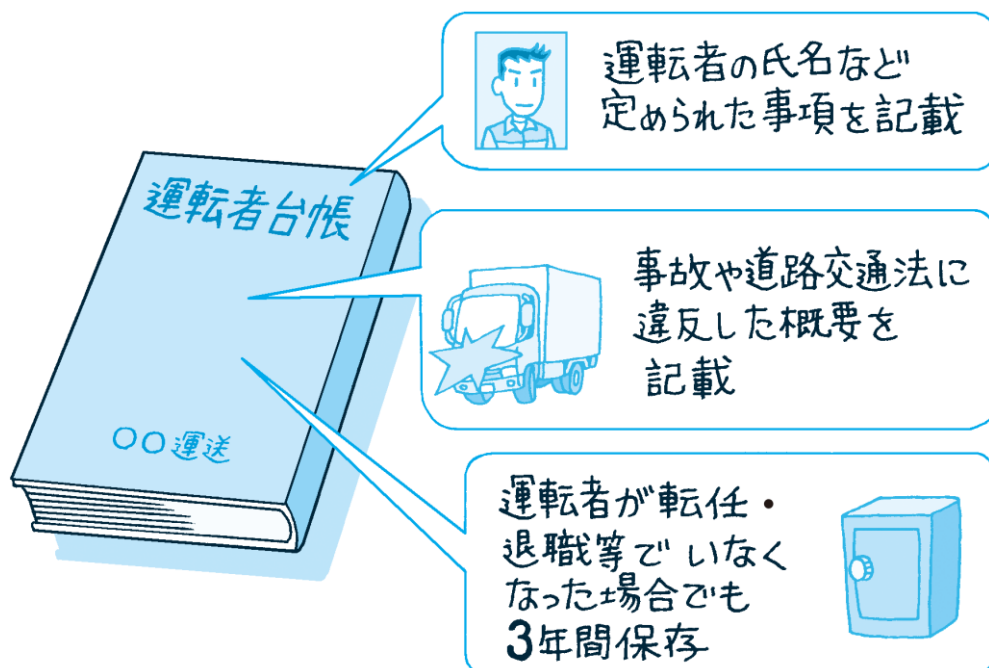 運転者台帳
○○運送
運転者の氏名など
定められた事項を記載
事故や道路交通法に
違反した概要を
記載
運転者が転任・
退職等でいなく
なった場合でも
3年間保存